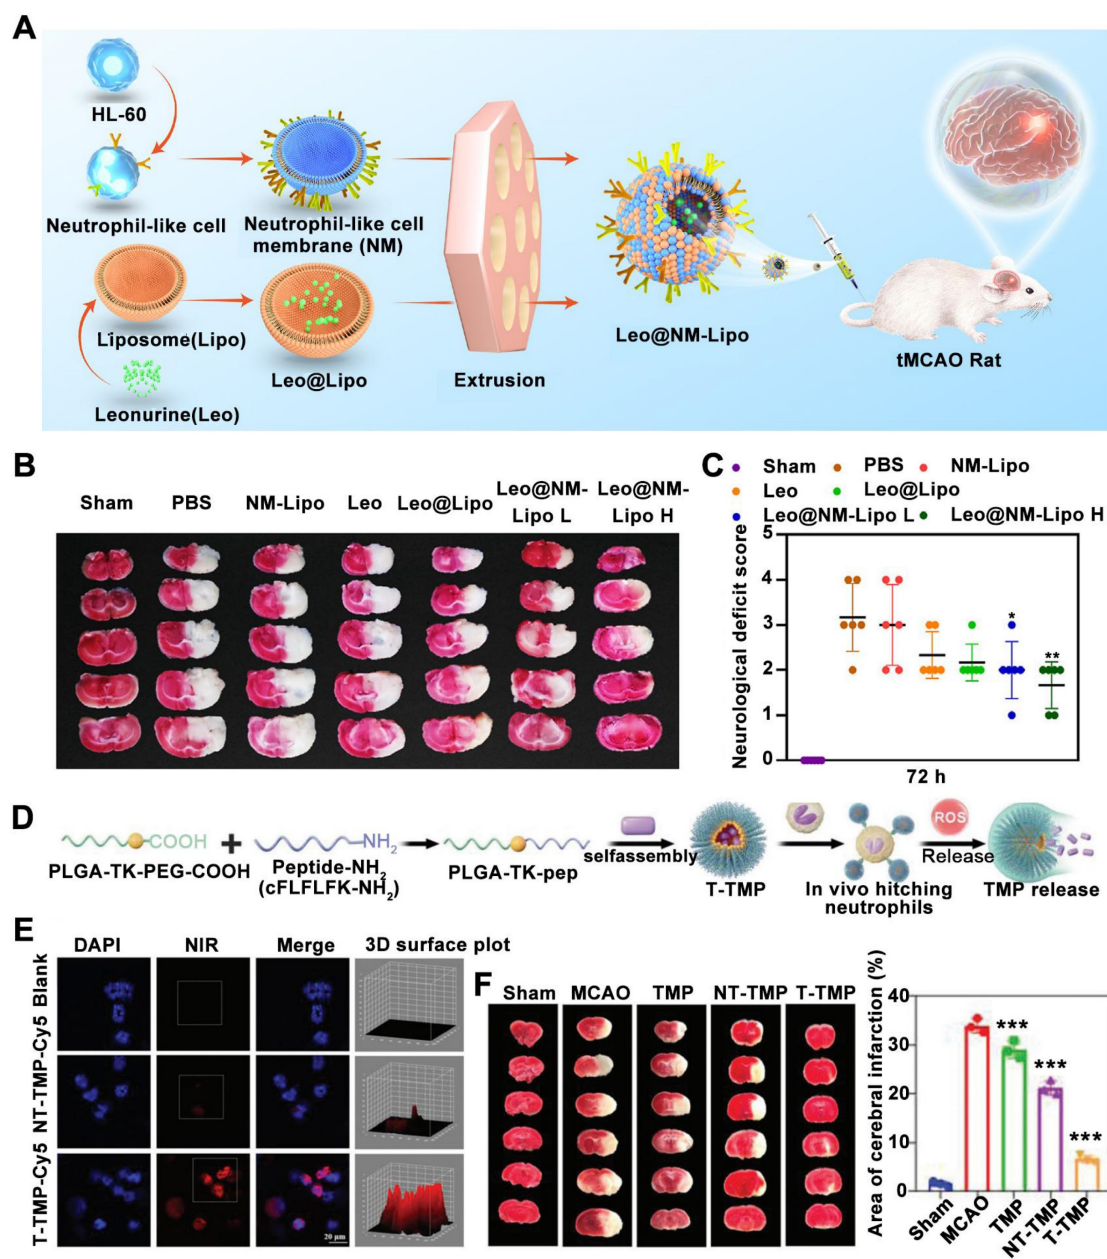 A
HL-60
Neutrophil-like cell
Neutrophil-like cell
membrane (NM)
Liposome(Lipo)
Leo@Lipo
Leonurine(Leo)
Extrusion
Leo@NM-Lipo
tMCAO Rat
B
Sham PBS NM-Lipo Leo Leo@Lipo Leo@NM-Lipo L Leo@NM-Lipo H
C
Sham PBS NM-Lipo
Leo Leo@Lipo
Leo@NM-Lipo L Leo@NM-Lipo H
Neurological deficit score
5
4
3
2
1
0
*
**
72 h
D
COOH
PLGA-TK-PEG-COOH
+
NH2
Peptide-NH2
(cFLFLFK-NH2)
PLGA-TK-pep
selfassembly
T-TMP
In vivo hitching
neutrophils
ROS
Release
TMP release
E
DAPI NIR Merge 3D surface plot
Blank
NT-TMP-Cy5
T-TMP-Cy5
20 μm
F
Sham MCAO TMP NT-TMP T-TMP
Area of cerebral infarction (%)
40
30
20
10
0
***
***
***
Sham MCAO TMP NT-TMP T-TMP